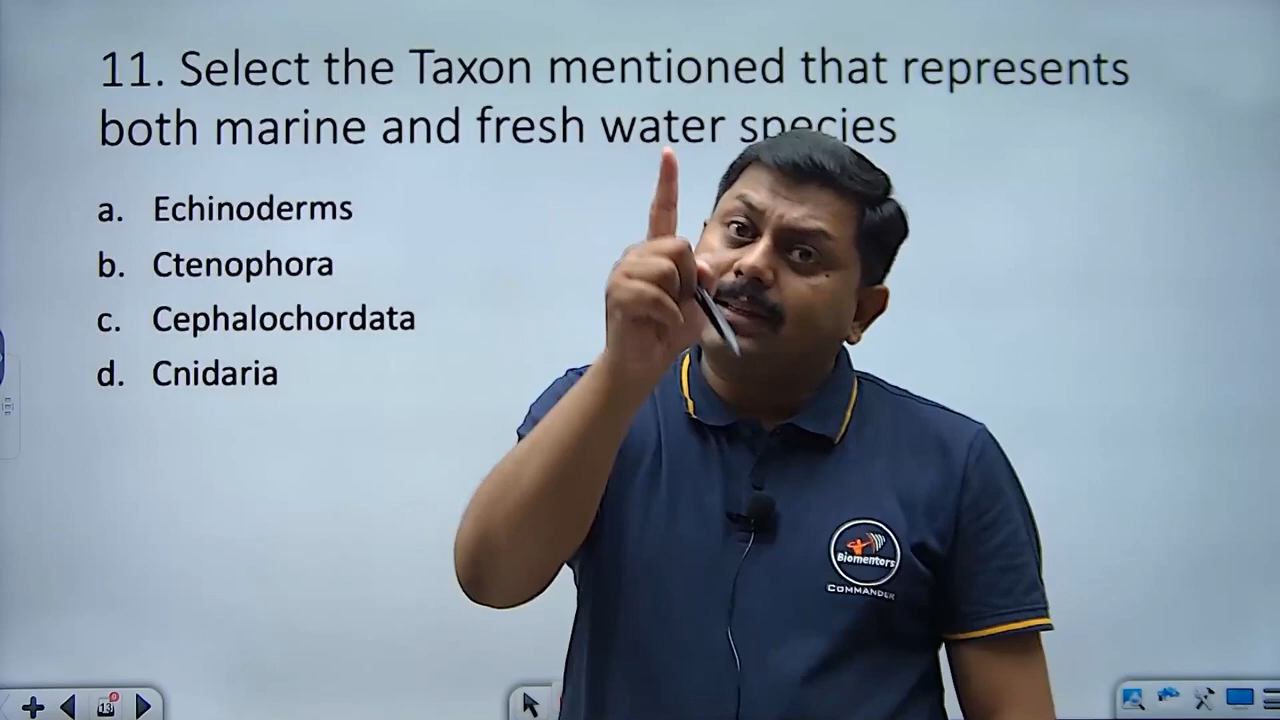 11. Select the Taxon mentioned that represents
both marine and fresh water species
a. Echinoderms
b. Ctenophora
c. Cephalochordata
d. Cnidaria
Biomentors
COMMANDER
13
9